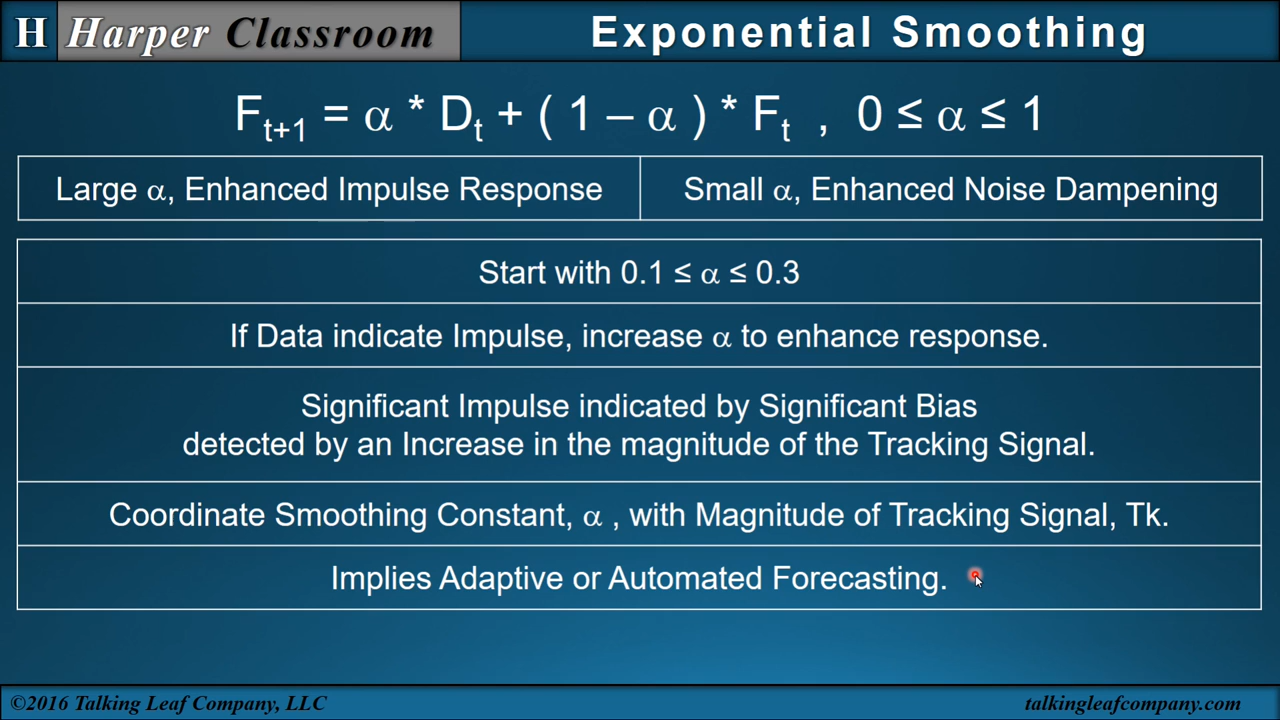 H Harper Classroom
Exponential Smoothing
Fₜ₊₁ = α * Dₜ + ( 1 – α ) * Fₜ , 0 ≤ α ≤ 1
Large α, Enhanced Impulse Response
Small α, Enhanced Noise Dampening
Start with 0.1 ≤ α ≤ 0.3
If Data indicate Impulse, increase α to enhance response.
Significant Impulse indicated by Significant Bias
detected by an Increase in the magnitude of the Tracking Signal.
Coordinate Smoothing Constant, α , with Magnitude of Tracking Signal, Tk.
Implies Adaptive or Automated Forecasting.
©2016 Talking Leaf Company, LLC
talkingleafcompany.com